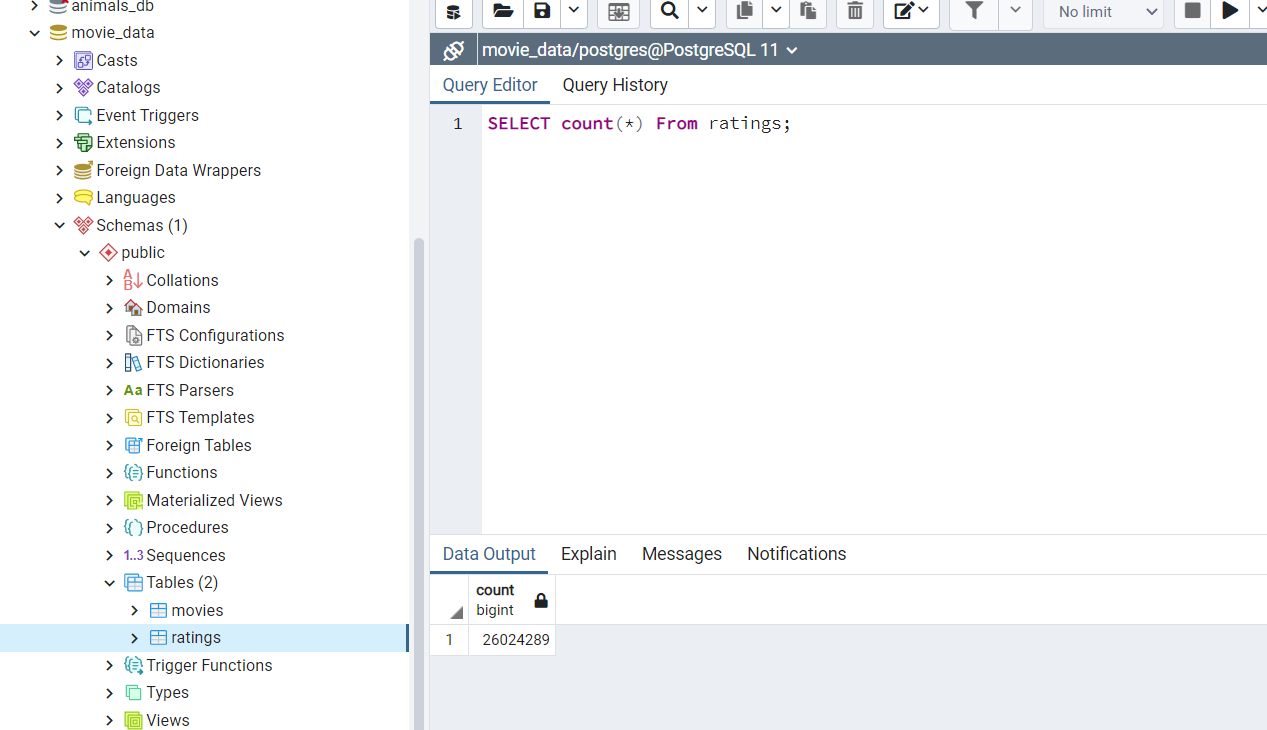 animals_db
movie_data
Casts
Catalogs
Event Triggers
Extensions
Foreign Data Wrappers
Languages
Schemas (1)
public
Collations
Domains
FTS Configurations
FTS Dictionaries
Aa FTS Parsers
FTS Templates
Foreign Tables
Functions
Materialized Views
Procedures
1..3 Sequences
Tables (2)
movies
ratings
Trigger Functions
Types
Views
No limit
movie_data/postgres@PostgreSQL 11
Query Editor Query History
1 SELECT count(*) From ratings;
Data Output Explain Messages Notifications
count
bigint
1 26024289